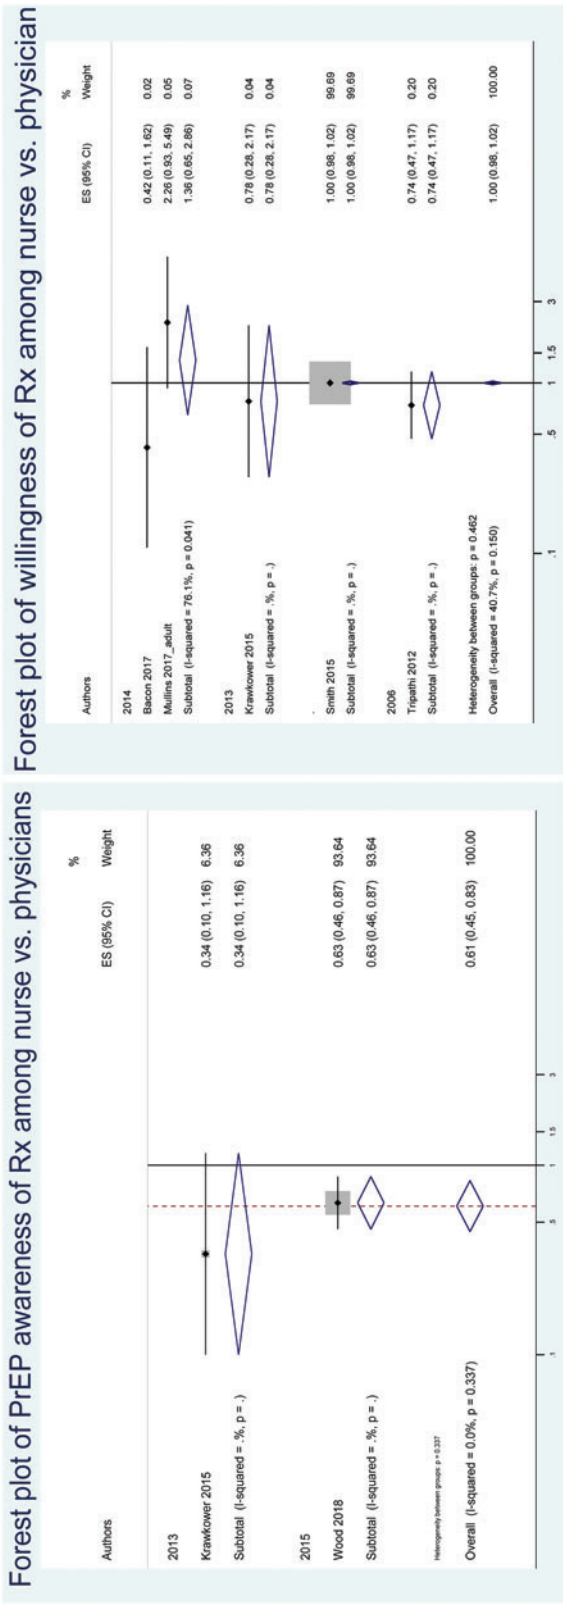 Forest plot of PrEP awareness of Rx among nurse vs. physicians
%
Authors ES (95% CI) Weight
2013
Krawkower 2015 0.34 (0.10, 1.16) 6.36
Subtotal (I-squared = .%, p = .) 0.34 (0.10, 1.16) 6.36
2015
Wood 2018 0.63 (0.46, 0.87) 93.64
Subtotal (I-squared = .%, p = .) 0.63 (0.46, 0.87) 93.64
Heterogeneity between groups: p = 0.337
Overall (I-squared = 0.0%, p = 0.337) 0.61 (0.45, 0.83) 100.00
.1 .5 1 1.5 3
Forest plot of willingness of Rx among nurse vs. physician
%
Authors ES (95% CI) Weight
2014
Bacon 2017 0.42 (0.11, 1.62) 0.02
Mullins 2017_adult 2.26 (0.93, 5.49) 0.05
Subtotal (I-squared = 76.1%, p = 0.041) 1.36 (0.65, 2.86) 0.07
2013
Krawkower 2015 0.78 (0.28, 2.17) 0.04
Subtotal (I-squared = .%, p = .) 0.78 (0.28, 2.17) 0.04
.
Smith 2015 1.00 (0.98, 1.02) 99.69
Subtotal (I-squared = .%, p = .) 1.00 (0.98, 1.02) 99.69
2006
Tripathi 2012 0.74 (0.47, 1.17) 0.20
Subtotal (I-squared = .%, p = .) 0.74 (0.47, 1.17) 0.20
Heterogeneity between groups: p = 0.462
Overall (I-squared = 40.7%, p = 0.150) 1.00 (0.98, 1.02) 100.00
.1 .5 1 1.5 3